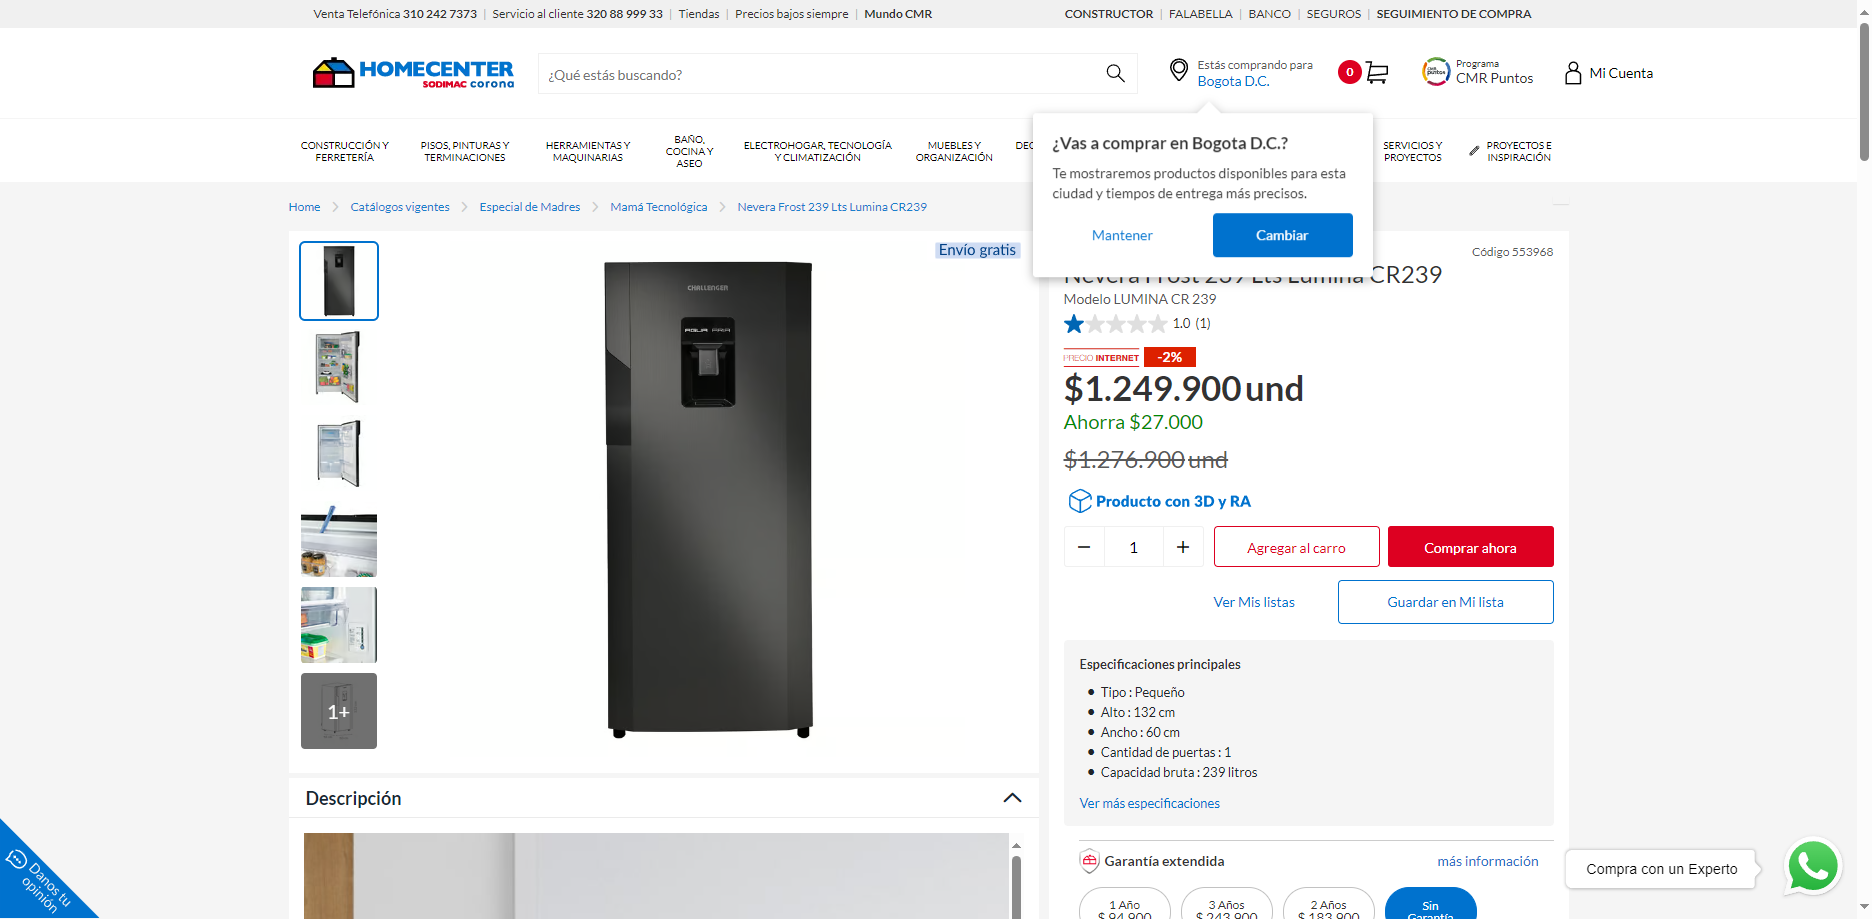 Venta Telefónica 310 242 7373 | Servicio al cliente 320 88 999 33 | Tiendas | Precios bajos siempre | Mundo CMR
CONSTRUCTOR | FALABELLA | BANCO | SEGUROS | SEGUIMIENTO DE COMPRA
HOMECENTER
SODIMAC corona
¿Qué estás buscando?
Estás comprando para
Bogota D.C.
0
Programa
CMR Puntos
Mi Cuenta
CONSTRUCCIÓN Y
FERRETERÍA
PISOS, PINTURAS Y
TERMINACIONES
HERRAMIENTAS Y
MAQUINARIAS
BAÑO,
COCINA Y
ASEO
ELECTROHOGAR, TECNOLOGÍA
Y CLIMATIZACIÓN
MUEBLES Y
ORGANIZACIÓN
SERVICIOS Y
PROYECTOS
PROYECTOS E
INSPIRACIÓN
¿Vas a comprar en Bogota D.C.?
Te mostraremos productos disponibles para esta
ciudad y tiempos de entrega más precisos.
Mantener
Cambiar
Home > Catálogos vigentes > Especial de Madres > Mamá Tecnológica > Nevera Frost 239 Lts Lumina CR239
Envío gratis
CHALLENGER
AGUA FRIA
1+
Código 553968
Nevera Frost 239 Lts Lumina CR239
Modelo LUMINA CR 239
1.0 (1)
PRECIO INTERNET
-2%
$1.249.900 und
Ahorra $27.000
$1.276.900 und
Producto con 3D y RA
1
Agregar al carro
Comprar ahora
Ver Mis listas
Guardar en Mi lista
Especificaciones principales
• Tipo : Pequeño
• Alto : 132 cm
• Ancho : 60 cm
• Cantidad de puertas : 1
• Capacidad bruta : 239 litros
Ver más especificaciones
Descripción
Garantía extendida
más información
1 Año
$ 94.900
3 Años
$ 243.900
2 Años
$ 183.900
Sin
Garantía
Danos tu
opinión
Compra con un Experto